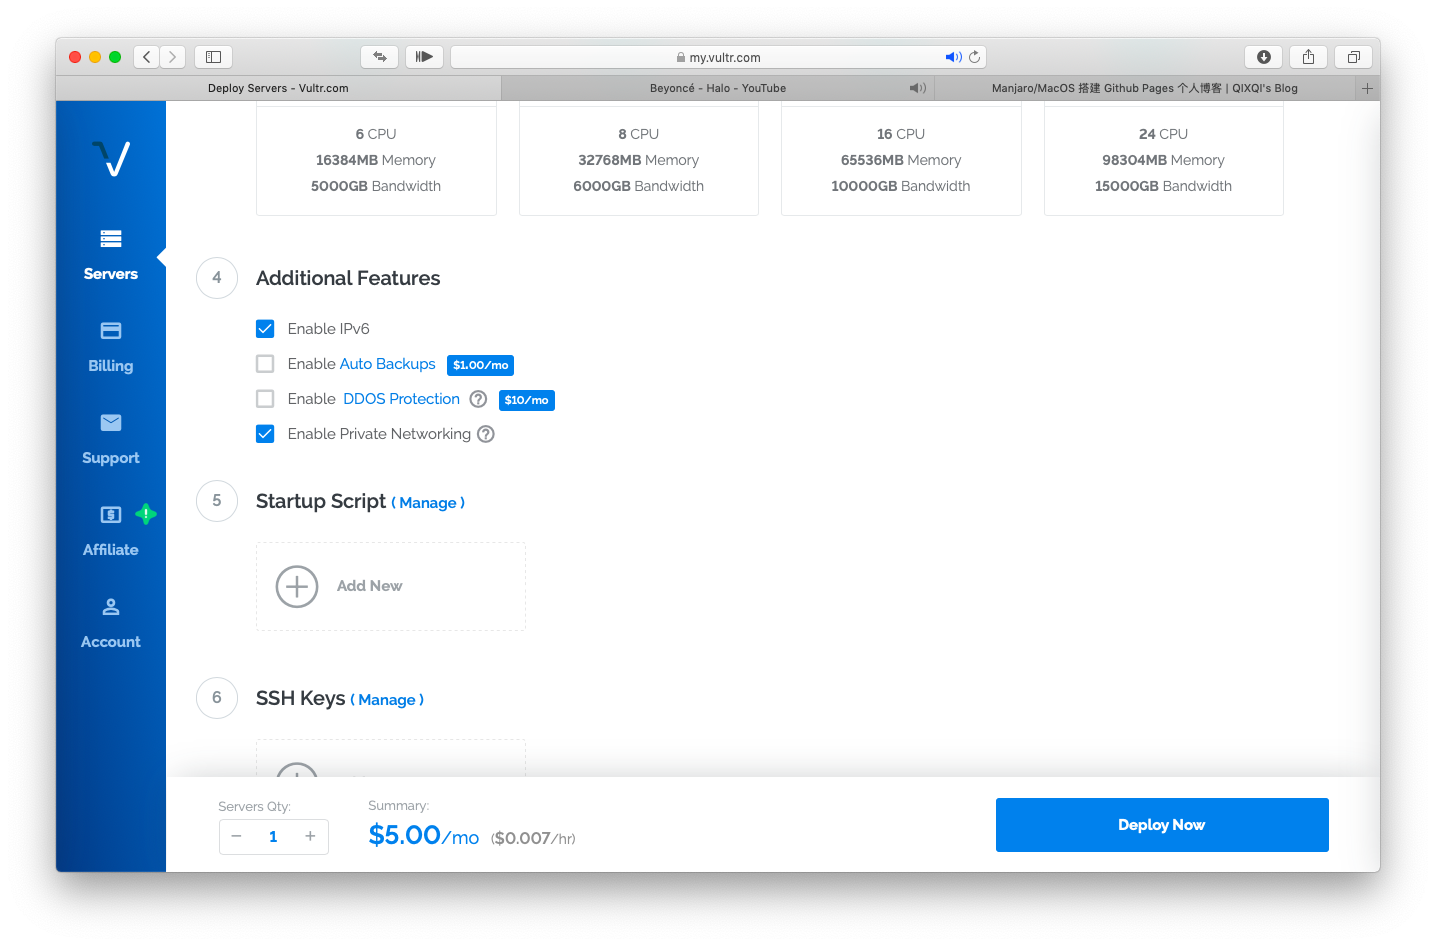 my.vultr.com
Deploy Servers - Vultr.com
Beyoncé - Halo - YouTube
Manjaro/MacOS 搭建 Github Pages 个人博客 | QIXQI's Blog
6 CPU
16384MB Memory
5000GB Bandwidth
8 CPU
32768MB Memory
6000GB Bandwidth
16 CPU
65536MB Memory
10000GB Bandwidth
24 CPU
98304MB Memory
15000GB Bandwidth
Servers
Billing
Support
Affiliate
Account
4
Additional Features
Enable IPv6
Enable Auto Backups $1.00/mo
Enable DDOS Protection ? $10/mo
Enable Private Networking ?
5
Startup Script ( Manage )
Add New
6
SSH Keys ( Manage )
Servers Qty:
− 1 +
Summary:
$5.00/mo ($0.007/hr)
Deploy Now